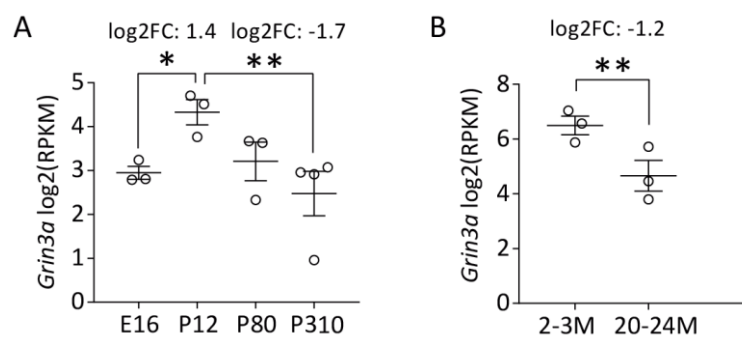 A
log2FC: 1.4 log2FC: -1.7
* **
Grin3a log2(RPKM)
5
4
3
2
1
0
E16 P12 P80 P310
B
log2FC: -1.2
**
Grin3a log2(RPKM)
8
6
4
2
0
2-3M 20-24M